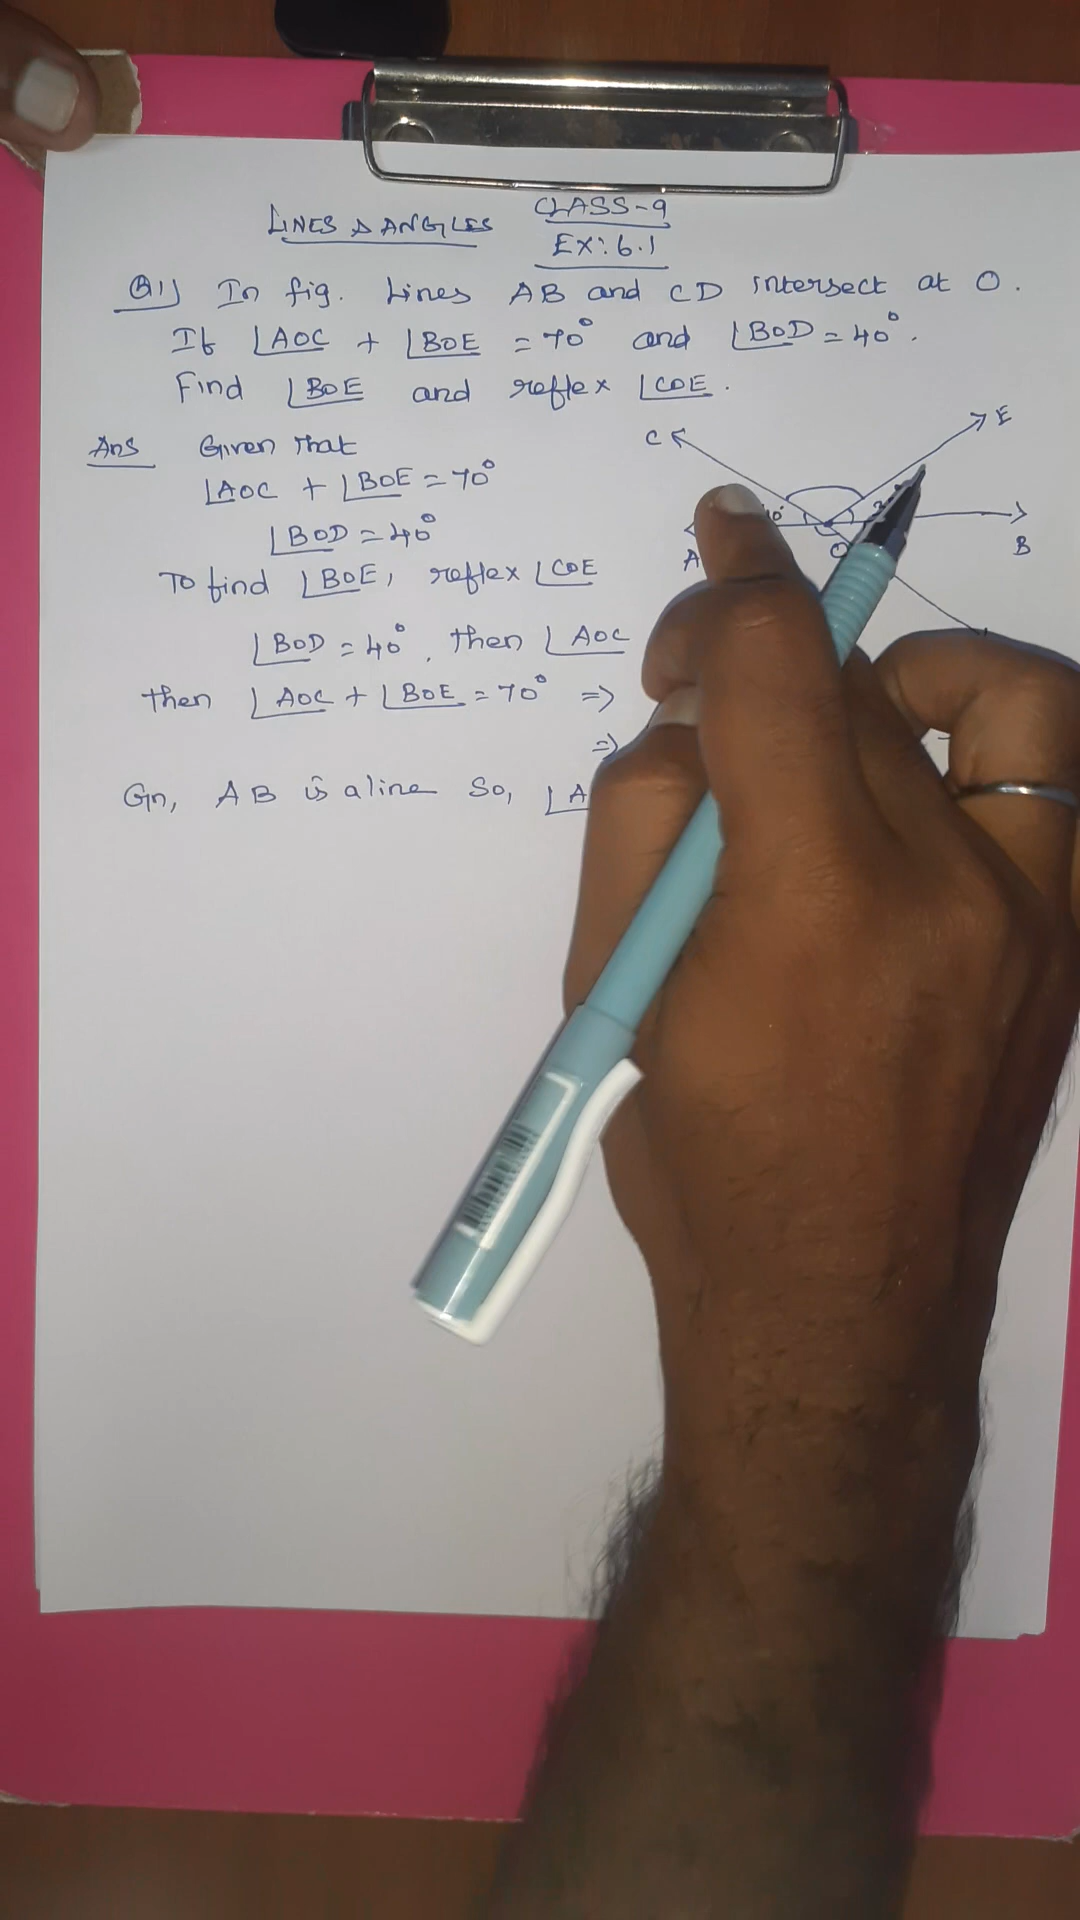 LINES & ANGLES CLASS-9
EX: 6.1
Q1) In fig. Lines AB and CD intersect at O.
If ∠AOC + ∠BOE = 70° and ∠BOD = 40°.
Find ∠BOE and reflex ∠COE.
Ans Given that
∠AOC + ∠BOE = 70°
∠BOD = 40°
To find ∠BOE, reflex ∠COE
∠BOD = 40°, then ∠AOC
then ∠AOC + ∠BOE = 70° =>
=>
Gn, AB is a line So, ∠A
C
E
A
O
B